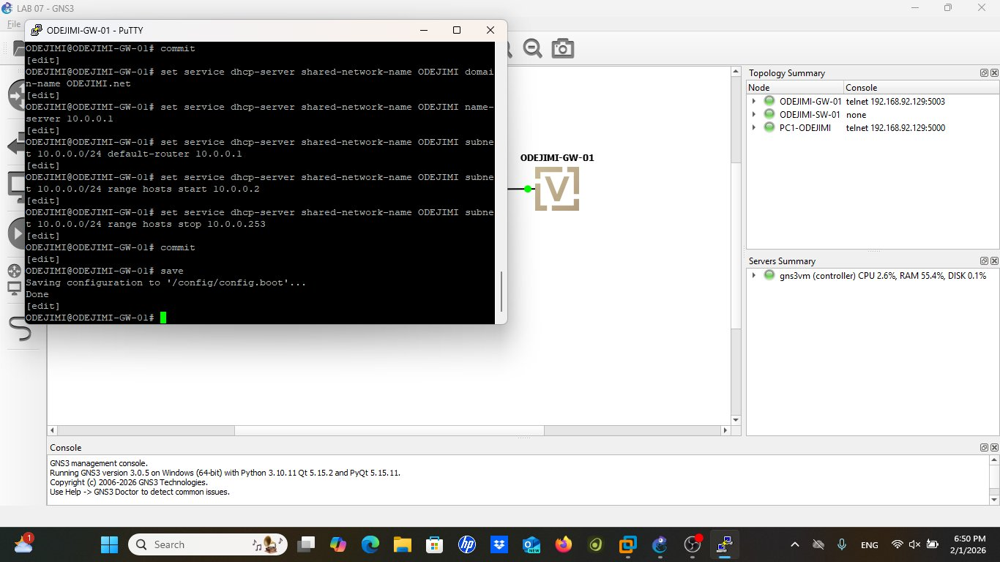 LAB 07 - GNS3
File
ODEJIMI-GW-01 - PuTTY
ODEJIMI@ODEJIMI-GW-01# commit
[edit]
ODEJIMI@ODEJIMI-GW-01# set service dhcp-server shared-network-name ODEJIMI domai
n-name ODEJIMI.net
[edit]
ODEJIMI@ODEJIMI-GW-01# set service dhcp-server shared-network-name ODEJIMI name-
server 10.0.0.1
[edit]
ODEJIMI@ODEJIMI-GW-01# set service dhcp-server shared-network-name ODEJIMI subne
t 10.0.0.0/24 default-router 10.0.0.1
[edit]
ODEJIMI@ODEJIMI-GW-01# set service dhcp-server shared-network-name ODEJIMI subne
t 10.0.0.0/24 range hosts start 10.0.0.2
[edit]
ODEJIMI@ODEJIMI-GW-01# set service dhcp-server shared-network-name ODEJIMI subne
t 10.0.0.0/24 range hosts stop 10.0.0.253
[edit]
ODEJIMI@ODEJIMI-GW-01# commit
[edit]
ODEJIMI@ODEJIMI-GW-01# save
Saving configuration to '/config/config.boot'...
Done
[edit]
ODEJIMI@ODEJIMI-GW-01#
ODEJIMI-GW-01
V
Topology Summary
Node Console
ODEJIMI-GW-01 telnet 192.168.92.129:5003
ODEJIMI-SW-01 none
PC1-ODEJIMI telnet 192.168.92.129:5000
Servers Summary
gns3vm (controller) CPU 2.6%, RAM 55.4%, DISK 0.1%
Console
GNS3 management console.
Running GNS3 version 3.0.5 on Windows (64-bit) with Python 3.10.11 Qt 5.15.2 and PyQt 5.15.11.
Copyright (c) 2006-2026 GNS3 Technologies.
Use Help -> GNS3 Doctor to detect common issues.
1
Search
hp
NEW
ENG
6:50 PM
2/1/2026